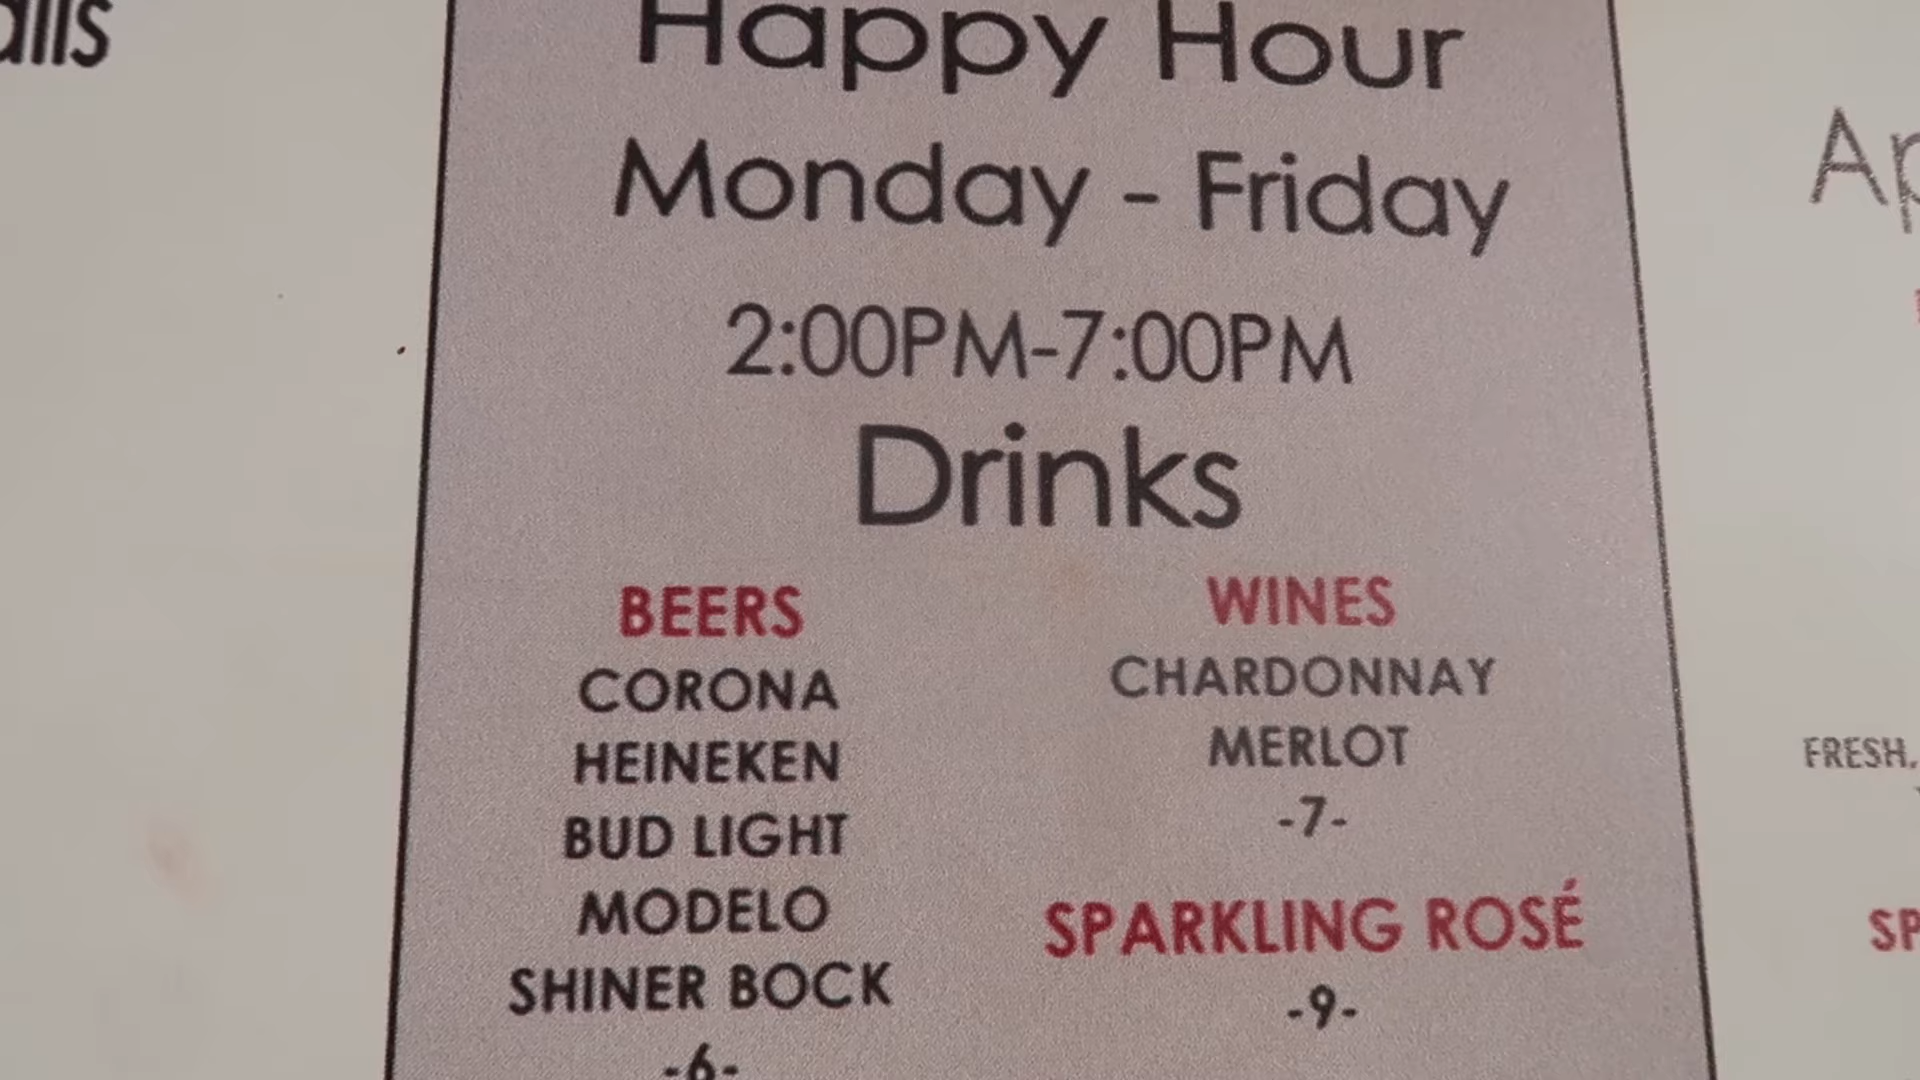 Happy Hour
Monday - Friday
2:00PM-7:00PM
Drinks
BEERS
CORONA
HEINEKEN
BUD LIGHT
MODELO
SHINER BOCK
-6-
WINES
CHARDONNAY
MERLOT
-7-
SPARKLING ROSÉ
-9-
FRESH,